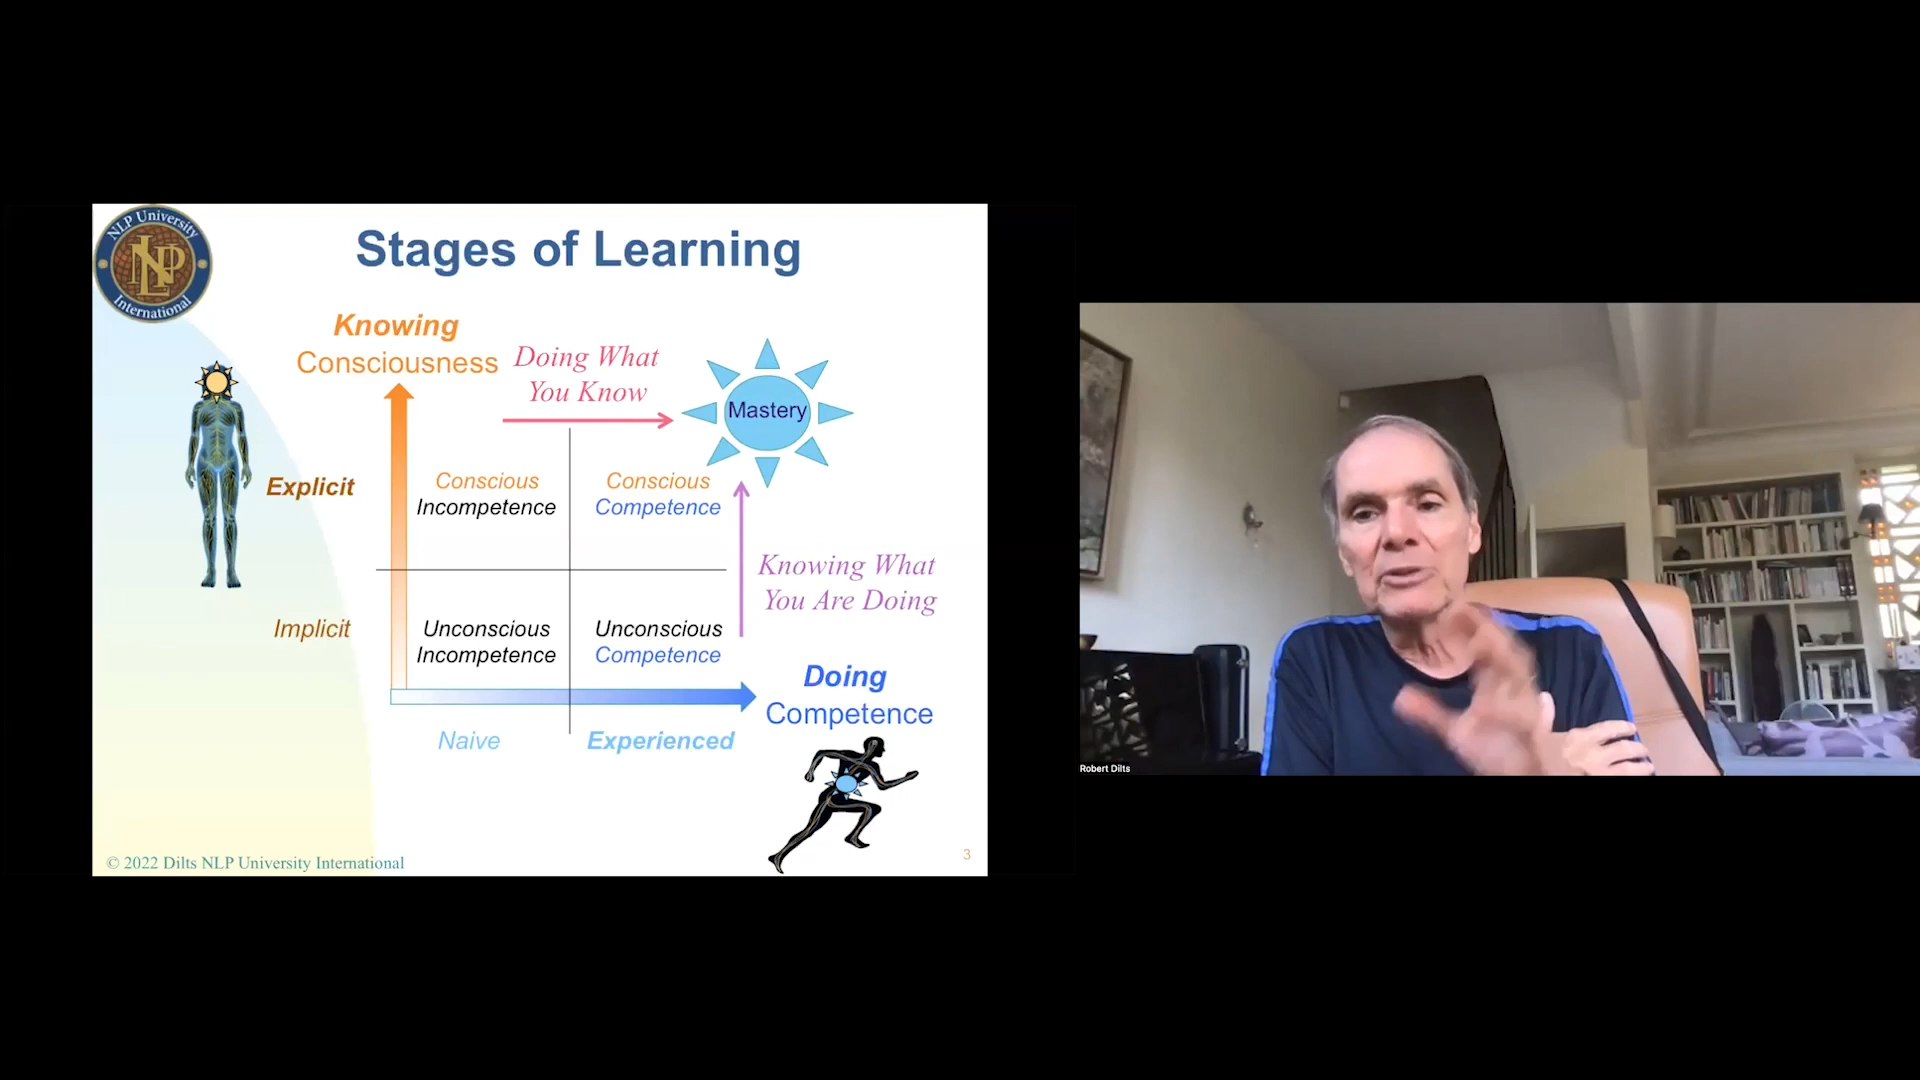 NLP University
NLP
International
Stages of Learning
Knowing
Consciousness
Doing What
You Know
Mastery
Explicit
Conscious
Incompetence
Conscious
Competence
Knowing What
You Are Doing
Implicit
Unconscious
Incompetence
Unconscious
Competence
Doing
Competence
Naive
Experienced
© 2022 Dilts NLP University International
3
Robert Dilts